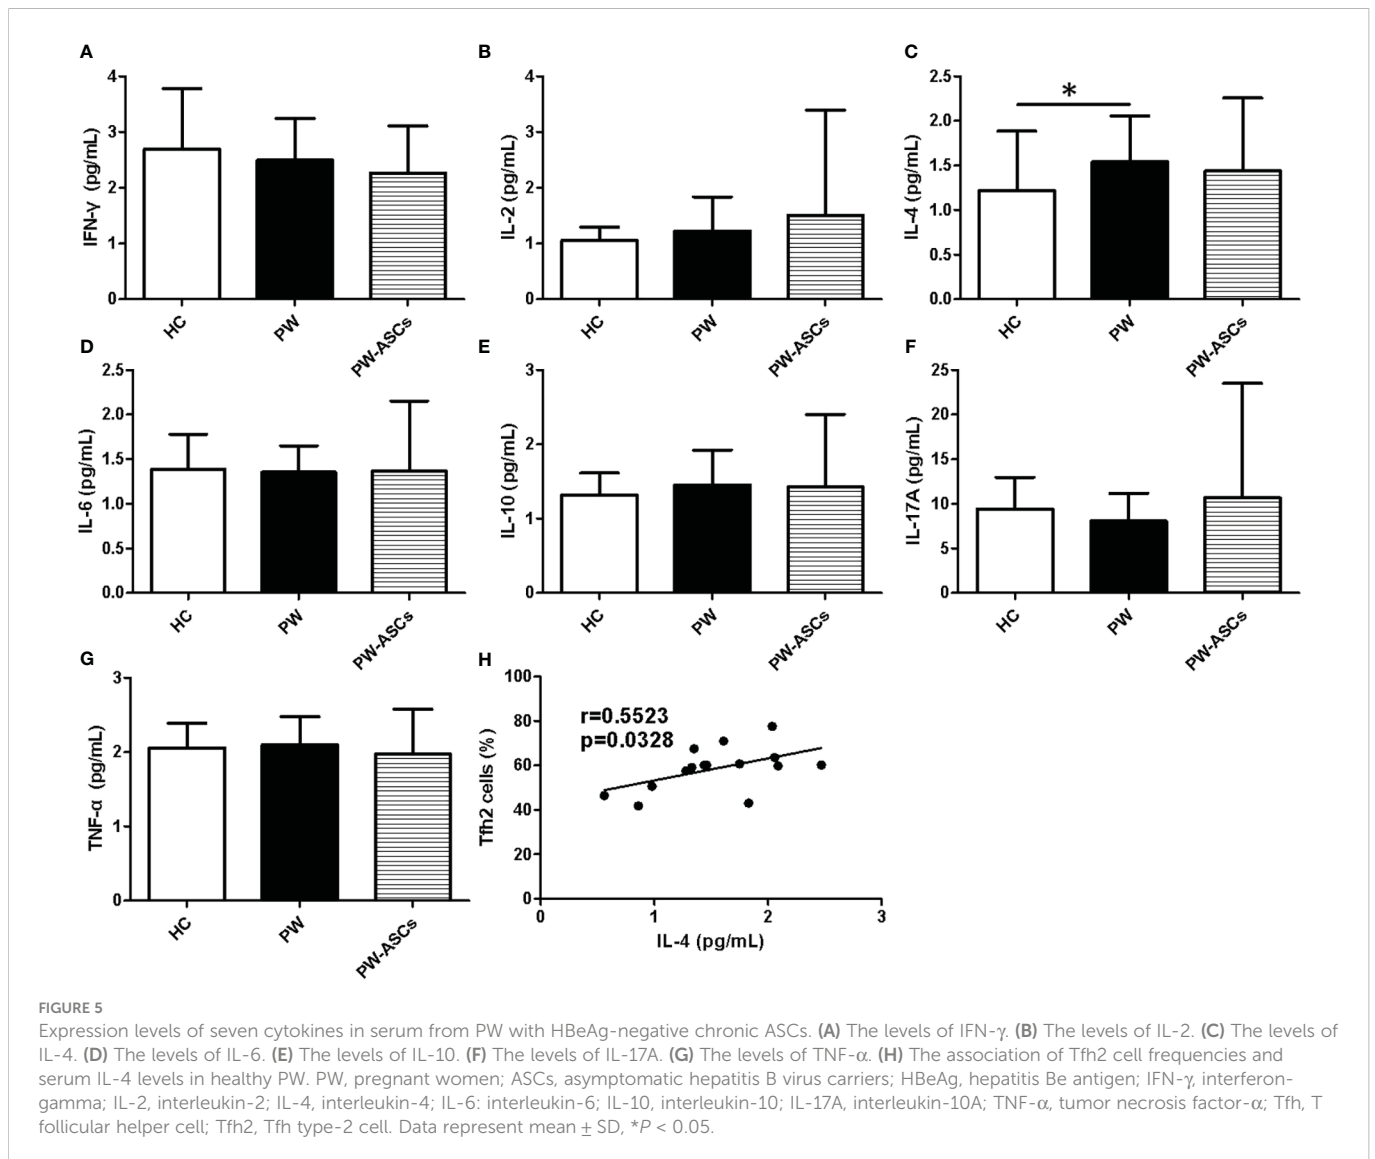 A
IFN-γ (pg/mL)
4
3
2
1
0
HC
PW
PW-ASCs
B
IL-2 (pg/mL)
4
3
2
1
0
HC
PW
PW-ASCs
C
IL-4 (pg/mL)
2.5
2.0
1.5
1.0
0.5
0.0
*
HC
PW
PW-ASCs
D
IL-6 (pg/mL)
2.5
2.0
1.5
1.0
0.5
0.0
HC
PW
PW-ASCs
E
IL-10 (pg/mL)
3
2
1
0
HC
PW
PW-ASCs
F
IL-17A (pg/mL)
25
20
15
10
5
0
HC
PW
PW-ASCs
G
TNF-α (pg/mL)
3
2
1
0
HC
PW
PW-ASCs
H
Tfh2 cells (%)
100
80
60
40
20
0
r=0.5523
p=0.0328
0 1 2 3
IL-4 (pg/mL)
FIGURE 5
Expression levels of seven cytokines in serum from PW with HBeAg-negative chronic ASCs. (A) The levels of IFN-γ. (B) The levels of IL-2. (C) The levels of
IL-4. (D) The levels of IL-6. (E) The levels of IL-10. (F) The levels of IL-17A. (G) The levels of TNF-α. (H) The association of Tfh2 cell frequencies and
serum IL-4 levels in healthy PW. PW, pregnant women; ASCs, asymptomatic hepatitis B virus carriers; HBeAg, hepatitis Be antigen; IFN-γ, interferon-
gamma; IL-2, interleukin-2; IL-4, interleukin-4; IL-6: interleukin-6; IL-10, interleukin-10; IL-17A, interleukin-10A; TNF-α, tumor necrosis factor-α; Tfh, T
follicular helper cell; Tfh2, Tfh type-2 cell. Data represent mean ± SD, *P < 0.05.